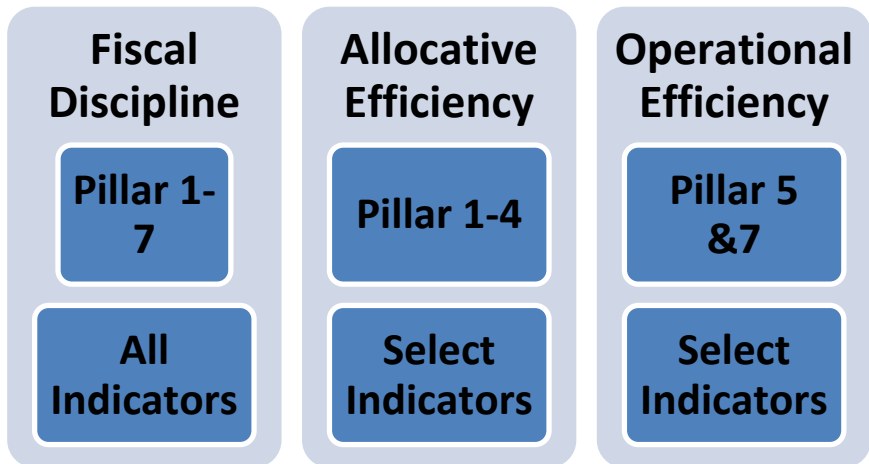 Fiscal
Discipline
Pillar 1-
7
All
Indicators
Allocative
Efficiency
Pillar 1-4
Select
Indicators
Operational
Efficiency
Pillar 5
&7
Select
Indicators